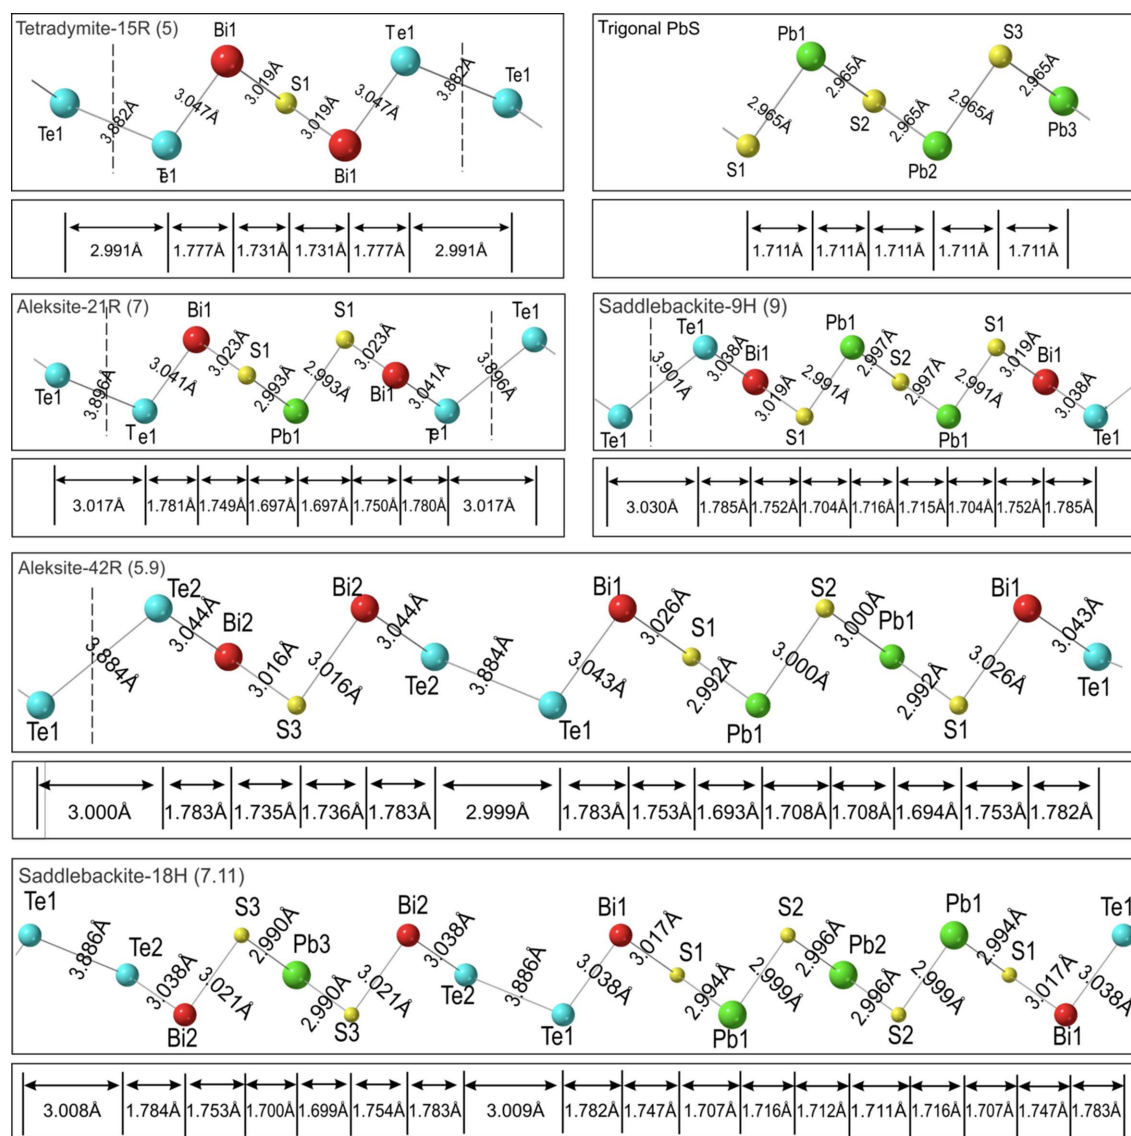 Tetradymite-15R (5)
Bi1
Te1
Te1
S1
Te1
Te1
Bi1
3.882Å
3.047Å
3.019Å
3.019Å
3.047Å
3.882Å
2.991Å 1.777Å 1.731Å 1.731Å 1.777Å 2.991Å
Trigonal PbS
Pb1
S3
S2
Pb3
S1
Pb2
2.965Å
2.965Å
2.965Å
2.965Å
2.965Å
1.711Å 1.711Å 1.711Å 1.711Å 1.711Å
Aleksite-21R (7)
Bi1
S1
Te1
S1
Te1
Bi1
Te1
Pb1
Te1
3.896Å
3.041Å
3.023Å
2.993Å
2.993Å
3.023Å
3.041Å
3.896Å
3.017Å 1.781Å 1.749Å 1.697Å 1.697Å 1.750Å 1.780Å 3.017Å
Saddlebackite-9H (9)
Te1
Pb1
S1
Bi1
S2
Bi1
Te1
S1
Pb1
Te1
3.901Å
3.038Å
3.019Å
2.991Å
2.997Å
2.997Å
2.991Å
3.019Å
3.038Å
3.030Å 1.785Å 1.752Å 1.704Å 1.716Å 1.715Å 1.704Å 1.752Å 1.785Å
Aleksite-42R (5.9)
Te2
Bi2
Bi1
S2
Bi1
Bi2
S1
Pb1
Te2
Te1
Te1
S3
Te1
Pb1
S1
3.884Å
3.044Å
3.016Å
3.016Å
3.044Å
3.884Å
3.043Å
3.026Å
2.992Å
3.000Å
3.000Å
2.992Å
3.026Å
3.043Å
3.000Å 1.783Å 1.735Å 1.736Å 1.783Å 2.999Å 1.783Å 1.753Å 1.693Å 1.708Å 1.708Å 1.694Å 1.753Å 1.782Å
Saddlebackite-18H (7.11)
Te1
S3
Bi2
Bi1
S2
Pb1
Te1
Te2
Pb3
S1
Pb2
S1
Te2
Bi2
S3
Te1
Pb1
S2
Bi1
3.886Å
3.038Å
3.021Å
2.990Å
2.990Å
3.021Å
3.038Å
3.886Å
3.038Å
3.017Å
2.994Å
2.999Å
2.996Å
2.996Å
2.999Å
2.994Å
3.017Å
3.038Å
3.008Å 1.784Å 1.753Å 1.700Å 1.699Å 1.754Å 1.783Å 3.009Å 1.782Å 1.747Å 1.707Å 1.716Å 1.712Å 1.711Å 1.716Å 1.707Å 1.747Å 1.783Å